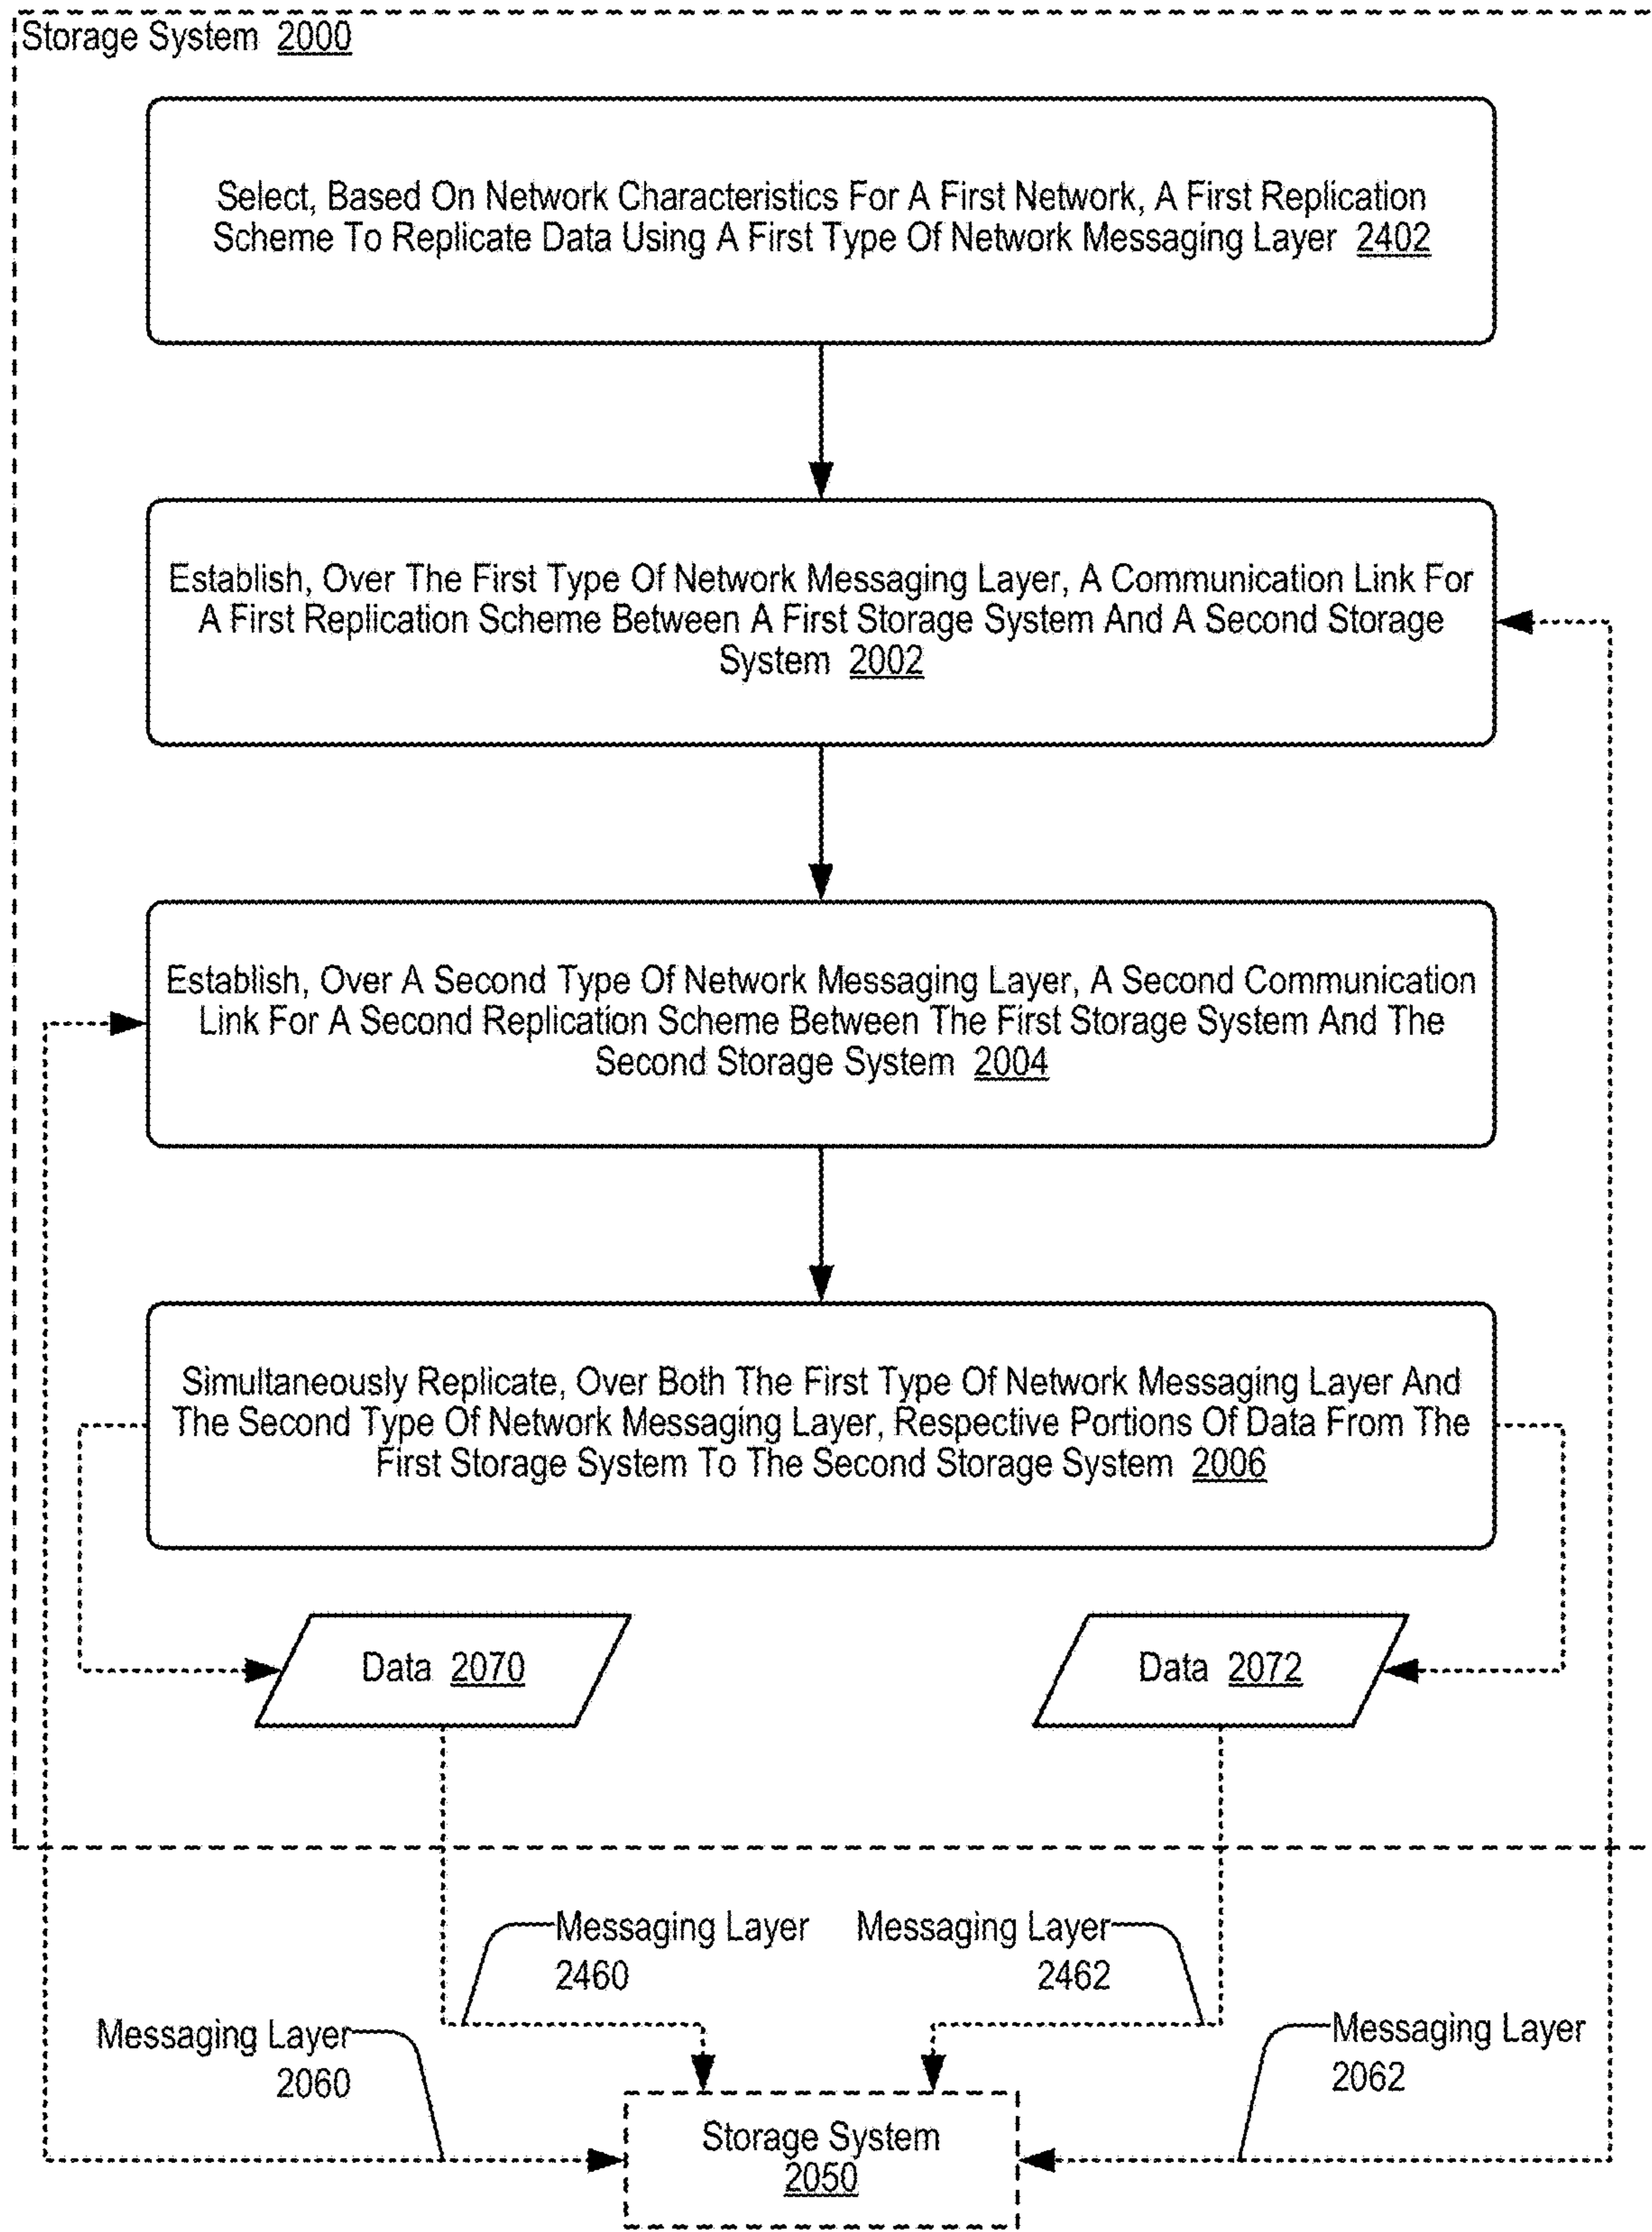 Storage System 2000
Select, Based On Network Characteristics For A First Network, A First Replication
Scheme To Replicate Data Using A First Type Of Network Messaging Layer 2402
Establish, Over The First Type Of Network Messaging Layer, A Communication Link For
A First Replication Scheme Between A First Storage System And A Second Storage
System 2002
Establish, Over A Second Type Of Network Messaging Layer, A Second Communication
Link For A Second Replication Scheme Between The First Storage System And The
Second Storage System 2004
Simultaneously Replicate, Over Both The First Type Of Network Messaging Layer And
The Second Type Of Network Messaging Layer, Respective Portions Of Data From The
First Storage System To The Second Storage System 2006
Data 2070
Data 2072
Messaging Layer
2460
Messaging Layer
2462
Messaging Layer
2060
Messaging Layer
2062
Storage System
2050